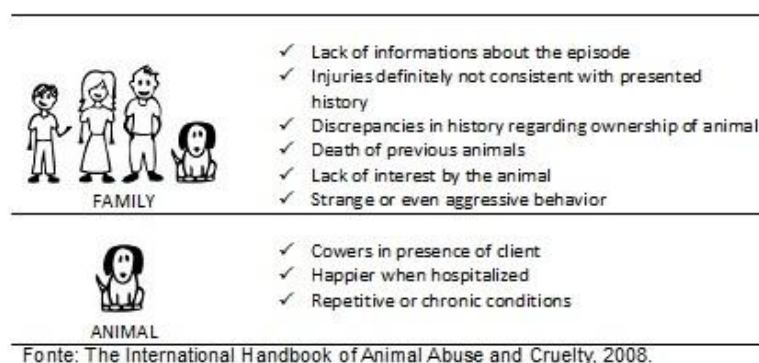 ✓ Lack of informations about the episode
✓ Injuries definitely not consistent with presented
history
✓ Discrepancies in history regarding ownership of animal
✓ Death of previous animals
✓ Lack of interest by the animal
✓ Strange or even aggressive behavior
FAMILY
✓ Cowers in presence of client
✓ Happier when hospitalized
✓ Repetitive or chronic conditions
ANIMAL
Fonte: The International Handbook of Animal Abuse and Cruelty, 2008.